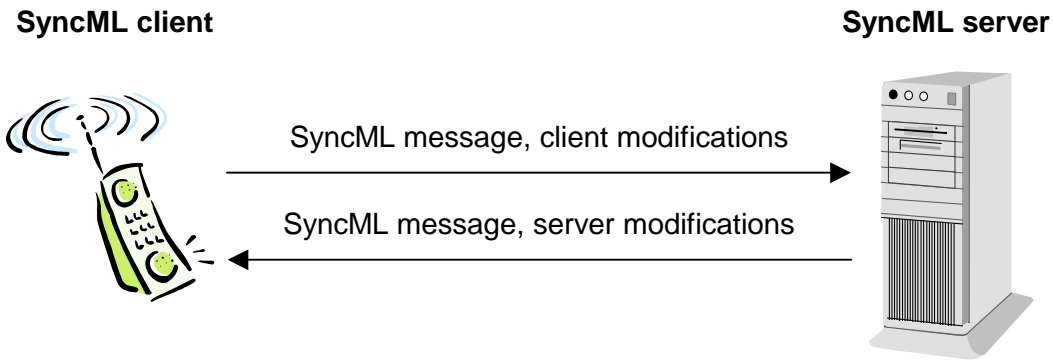 SyncML client
SyncML server
SyncML message, client modifications
SyncML message, server modifications